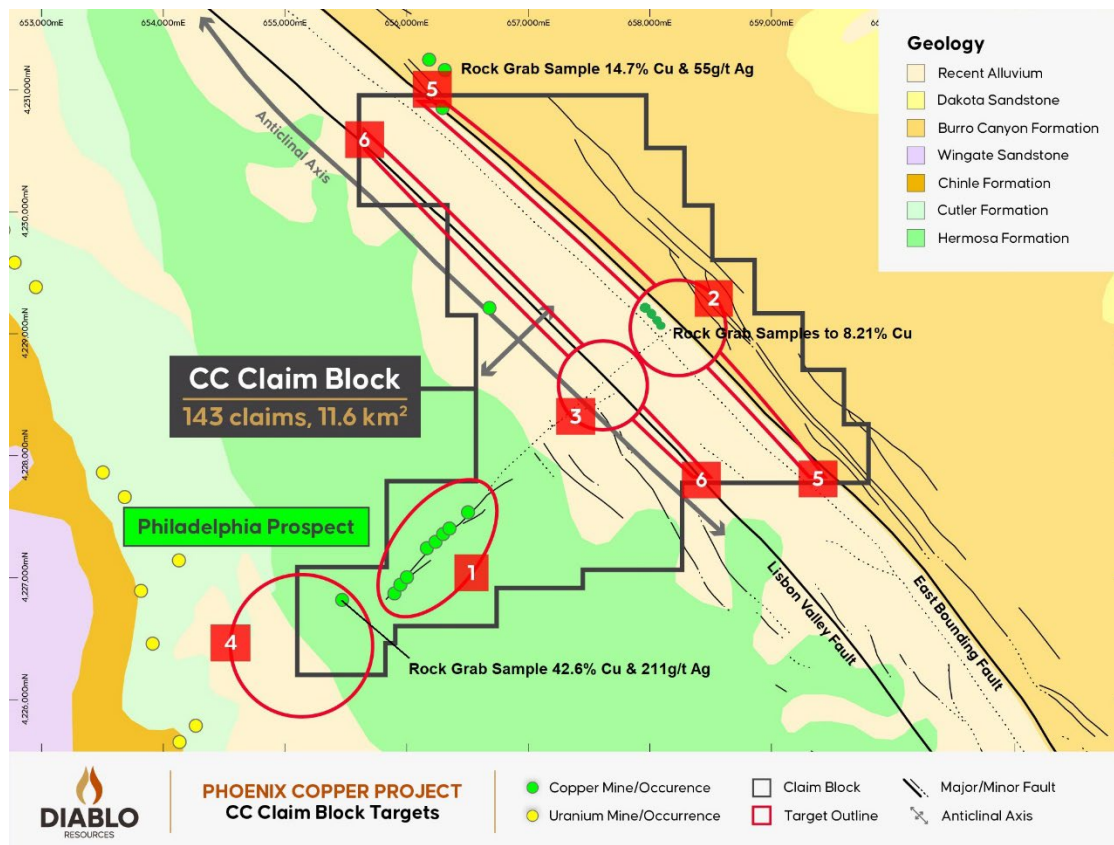 653,000mE
654,000mE
655,000mE
656,000mE
657,000mE
658,000mE
659,000mE
4,231,000mN
4,230,000mN
4,229,000mN
4,228,000mN
4,227,000mN
4,226,000mN
Rock Grab Sample 14.7% Cu & 55g/t Ag
5
6
Anticlinal Axis
2
Rock Grab Samples to 8.21% Cu
CC Claim Block
143 claims, 11.6 km²
3
6
5
Philadelphia Prospect
1
4
Rock Grab Sample 42.6% Cu & 211g/t Ag
Lisbon Valley Fault
East Bounding Fault
Geology
Recent Alluvium
Dakota Sandstone
Burro Canyon Formation
Wingate Sandstone
Chinle Formation
Cutler Formation
Hermosa Formation
DIABLO
RESOURCES
PHOENIX COPPER PROJECT
CC Claim Block Targets
Copper Mine/Occurence
Uranium Mine/Occurrence
Claim Block
Target Outline
Major/Minor Fault
Anticlinal Axis